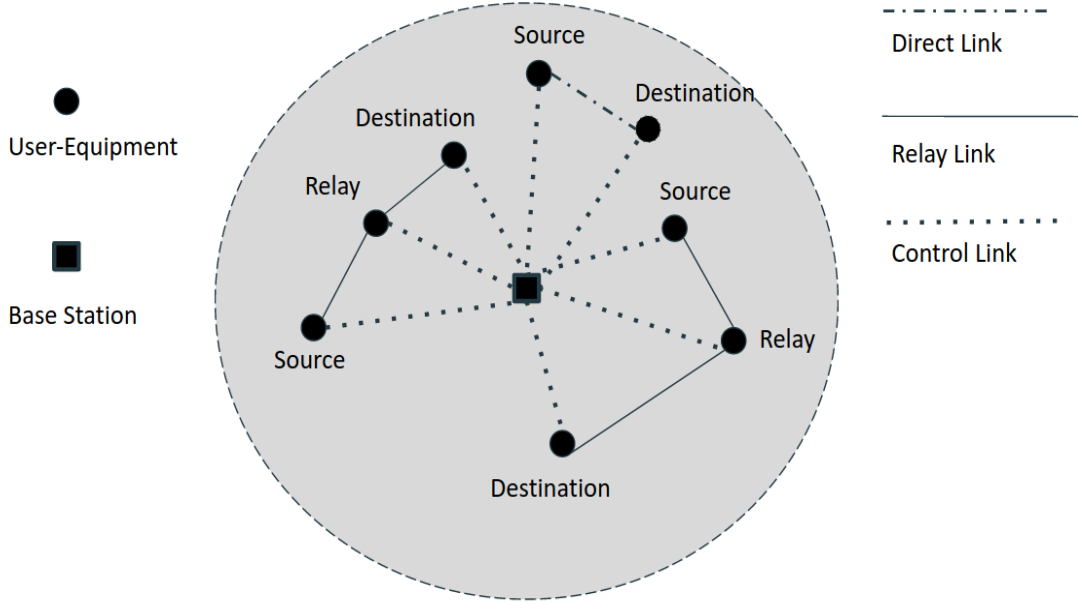 Source
Direct Link
Destination
Destination
User-Equipment
Relay Link
Relay
Source
Control Link
Base Station
Relay
Source
Destination